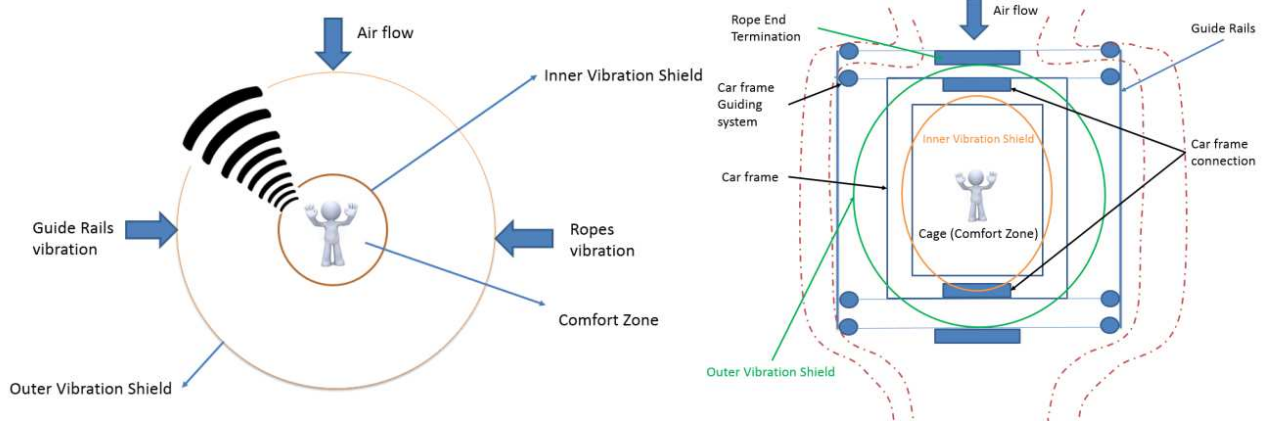 Air flow
Inner Vibration Shield
Guide Rails
vibration
Ropes
vibration
Comfort Zone
Outer Vibration Shield
Air flow
Rope End
Termination
Guide Rails
Car frame
Guiding
system
Inner Vibration Shield
Car frame
connection
Car frame
Cage (Comfort Zone)
Outer Vibration Shield